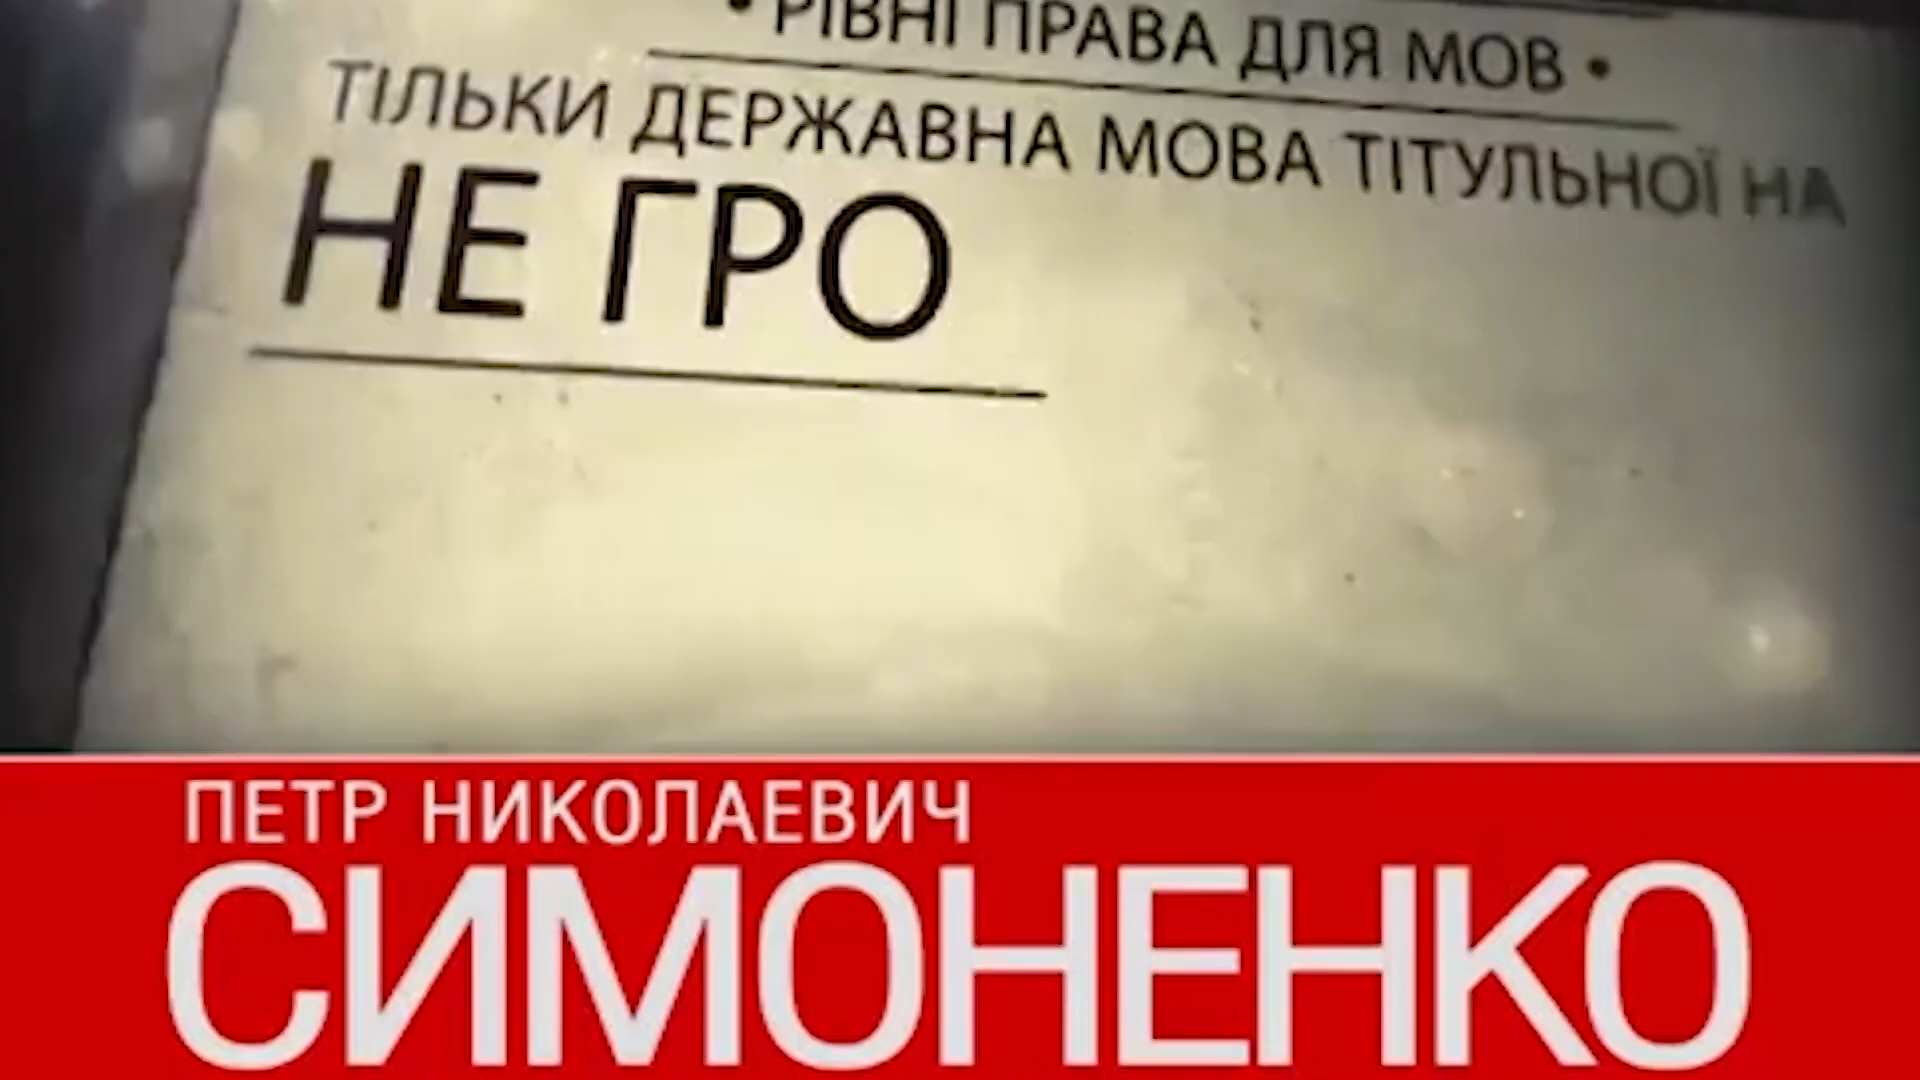 • РІВНІ ПРАВА ДЛЯ МОВ •
ТІЛЬКИ ДЕРЖАВНА МОВА ТІТУЛЬНОЇ НА
НЕ ГРО
ПЕТР НИКОЛАЕВИЧ
СИМОНЕНКО